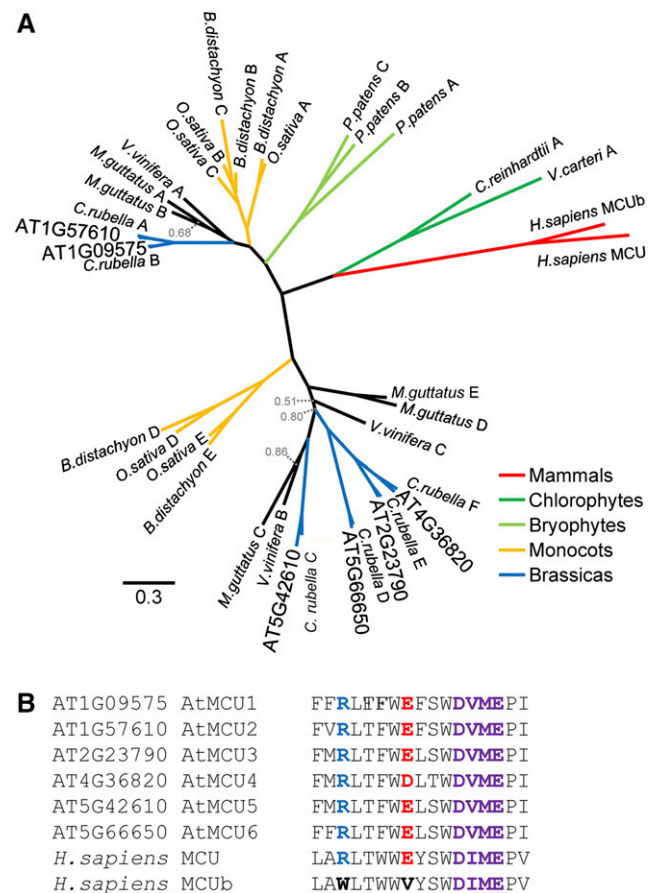 A
B.distachyon C
B.distachyon B
B.distachyon A
O.sativa A
O.sativa B
O.sativa C
V.vinifera A
M.guttatus A
M.guttatus B
C.rubella A
AT1G57610
AT1G09575
C.rubella B
0.68
P.patens C
P.patens B
P.patens A
C.reinhardtii A
V.carteri A
H.sapiens MCUb
H.sapiens MCU
B.distachyon D
O.sativa D
O.sativa E
B.distachyon E
0.51
0.80
0.86
M.guttatus E
M.guttatus D
V.vinifera C
M.guttatus C
V.vinifera B
AT5G42610
C. rubella C
AT5G66650
C.rubella D
AT2G23790
C.rubella E
AT4G36820
C.rubella F
Mammals
Chlorophytes
Bryophytes
Monocots
Brassicas
0.3
B
AT1G09575 AtMCU1 FFRLTFWEFSWDVMEPI
AT1G57610 AtMCU2 FVRLTFWEFSWDVMEPI
AT2G23790 AtMCU3 FMRLTFWELSWDVMEPI
AT4G36820 AtMCU4 FMRLTFWDLTWDVMEPI
AT5G42610 AtMCU5 FMRLTFWELSWDVMEPI
AT5G66650 AtMCU6 FFRLTFWELSWDVMEPI
H.sapiens MCU LARLTWWEYSWDIMEPV
H.sapiens MCUb LAWLTWWVYSWDIMEPV